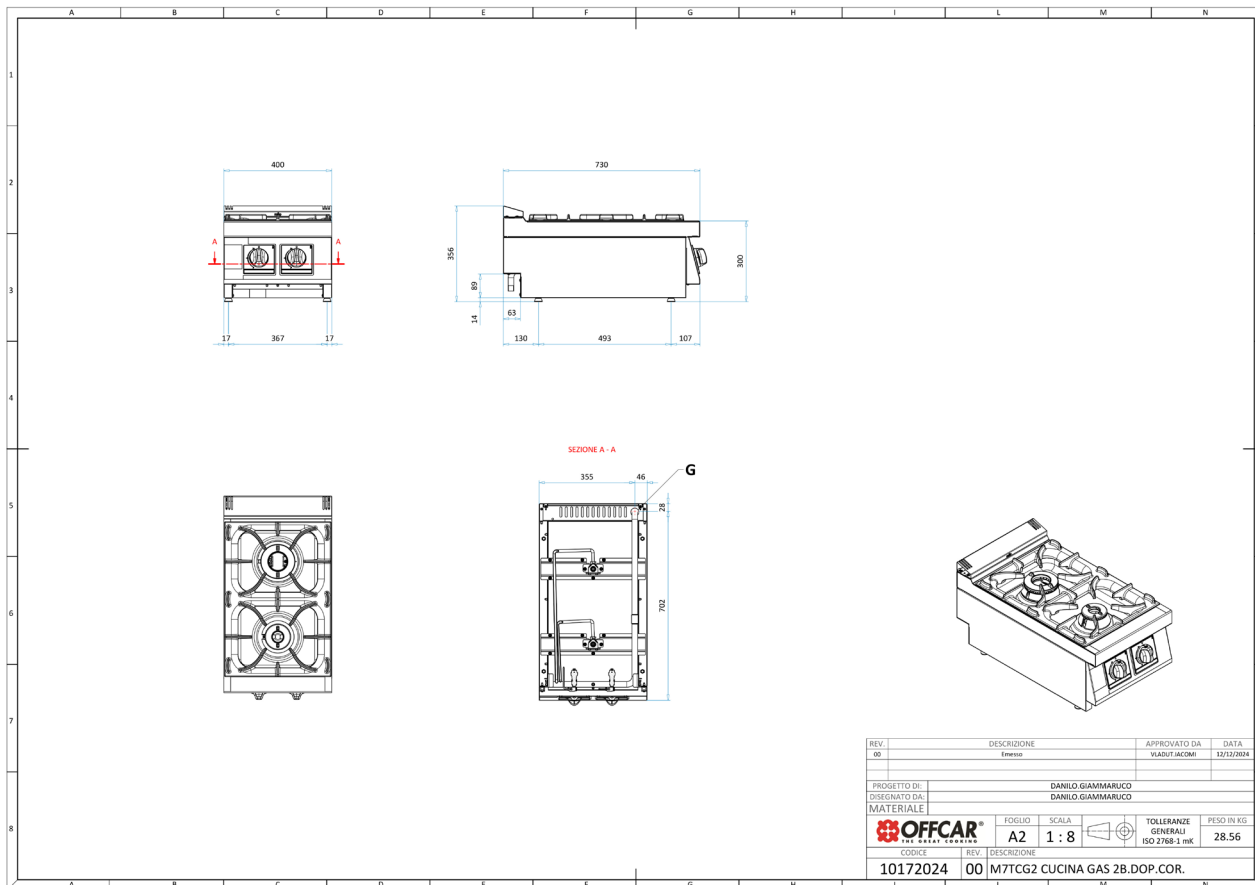 A B C D E F G H I L M N
1
2
3
4
5
6
7
8
400
A A
17 367 17
730
356
300
89
14
63
130 493 107
SEZIONE A - A
355 46
G
28
702
REV. DESCRIZIONE APPROVATO DA DATA
00 Emesso VLADUT.IACOMI 12/12/2024
PROGETTO DI: DANILO.GIAMMARUCO
DISEGNATO DA: DANILO.GIAMMARUCO
MATERIALE
OFFCAR®
THE GREAT COOKING
FOGLIO SCALA
A2 1 : 8
TOLLERANZE
GENERALI
ISO 2768-1 mK
PESO IN KG
28.56
CODICE REV. DESCRIZIONE
10172024 00 M7TCG2 CUCINA GAS 2B.DOP.COR.
A B C D E F G H I L M N